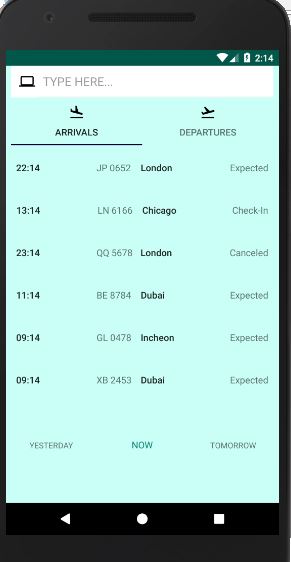 2:14
TYPE HERE...
ARRIVALS DEPARTURES
22:14 JP 0652 London Expected
13:14 LN 6166 Chicago Check-In
23:14 QQ 5678 London Canceled
11:14 BE 8784 Dubai Expected
09:14 GL 0478 Incheon Expected
09:14 XB 2453 Dubai Expected
YESTERDAY NOW TOMORROW